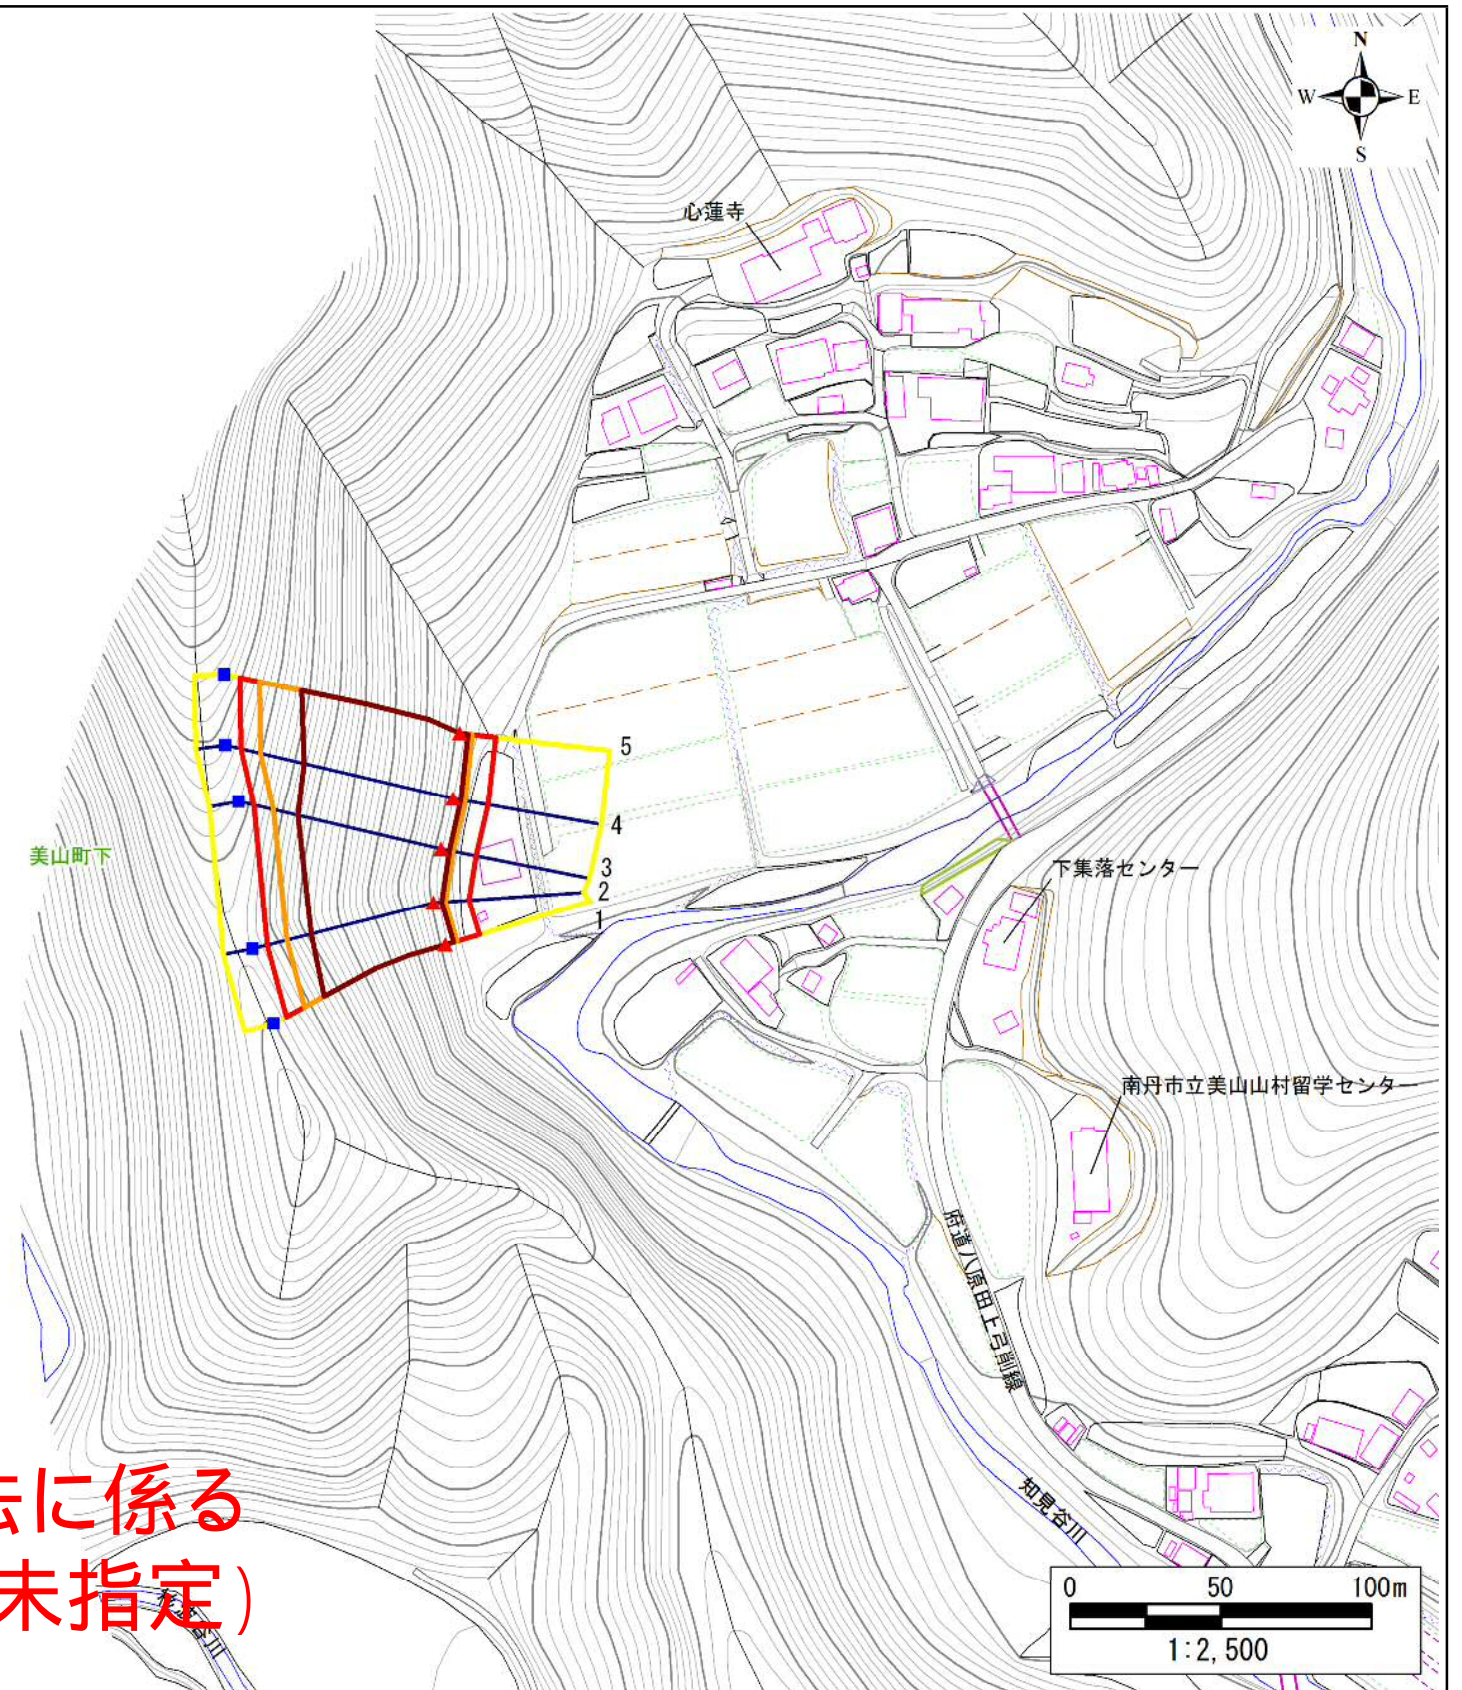 N
W E
S
心蓮寺
5
4
3
2
1
美山町下
下集落センター
南丹市立美山山村留学センター
府道八原田上弓削線
知見谷川
法に係る
未指定)
0 50 100m
1:2,500